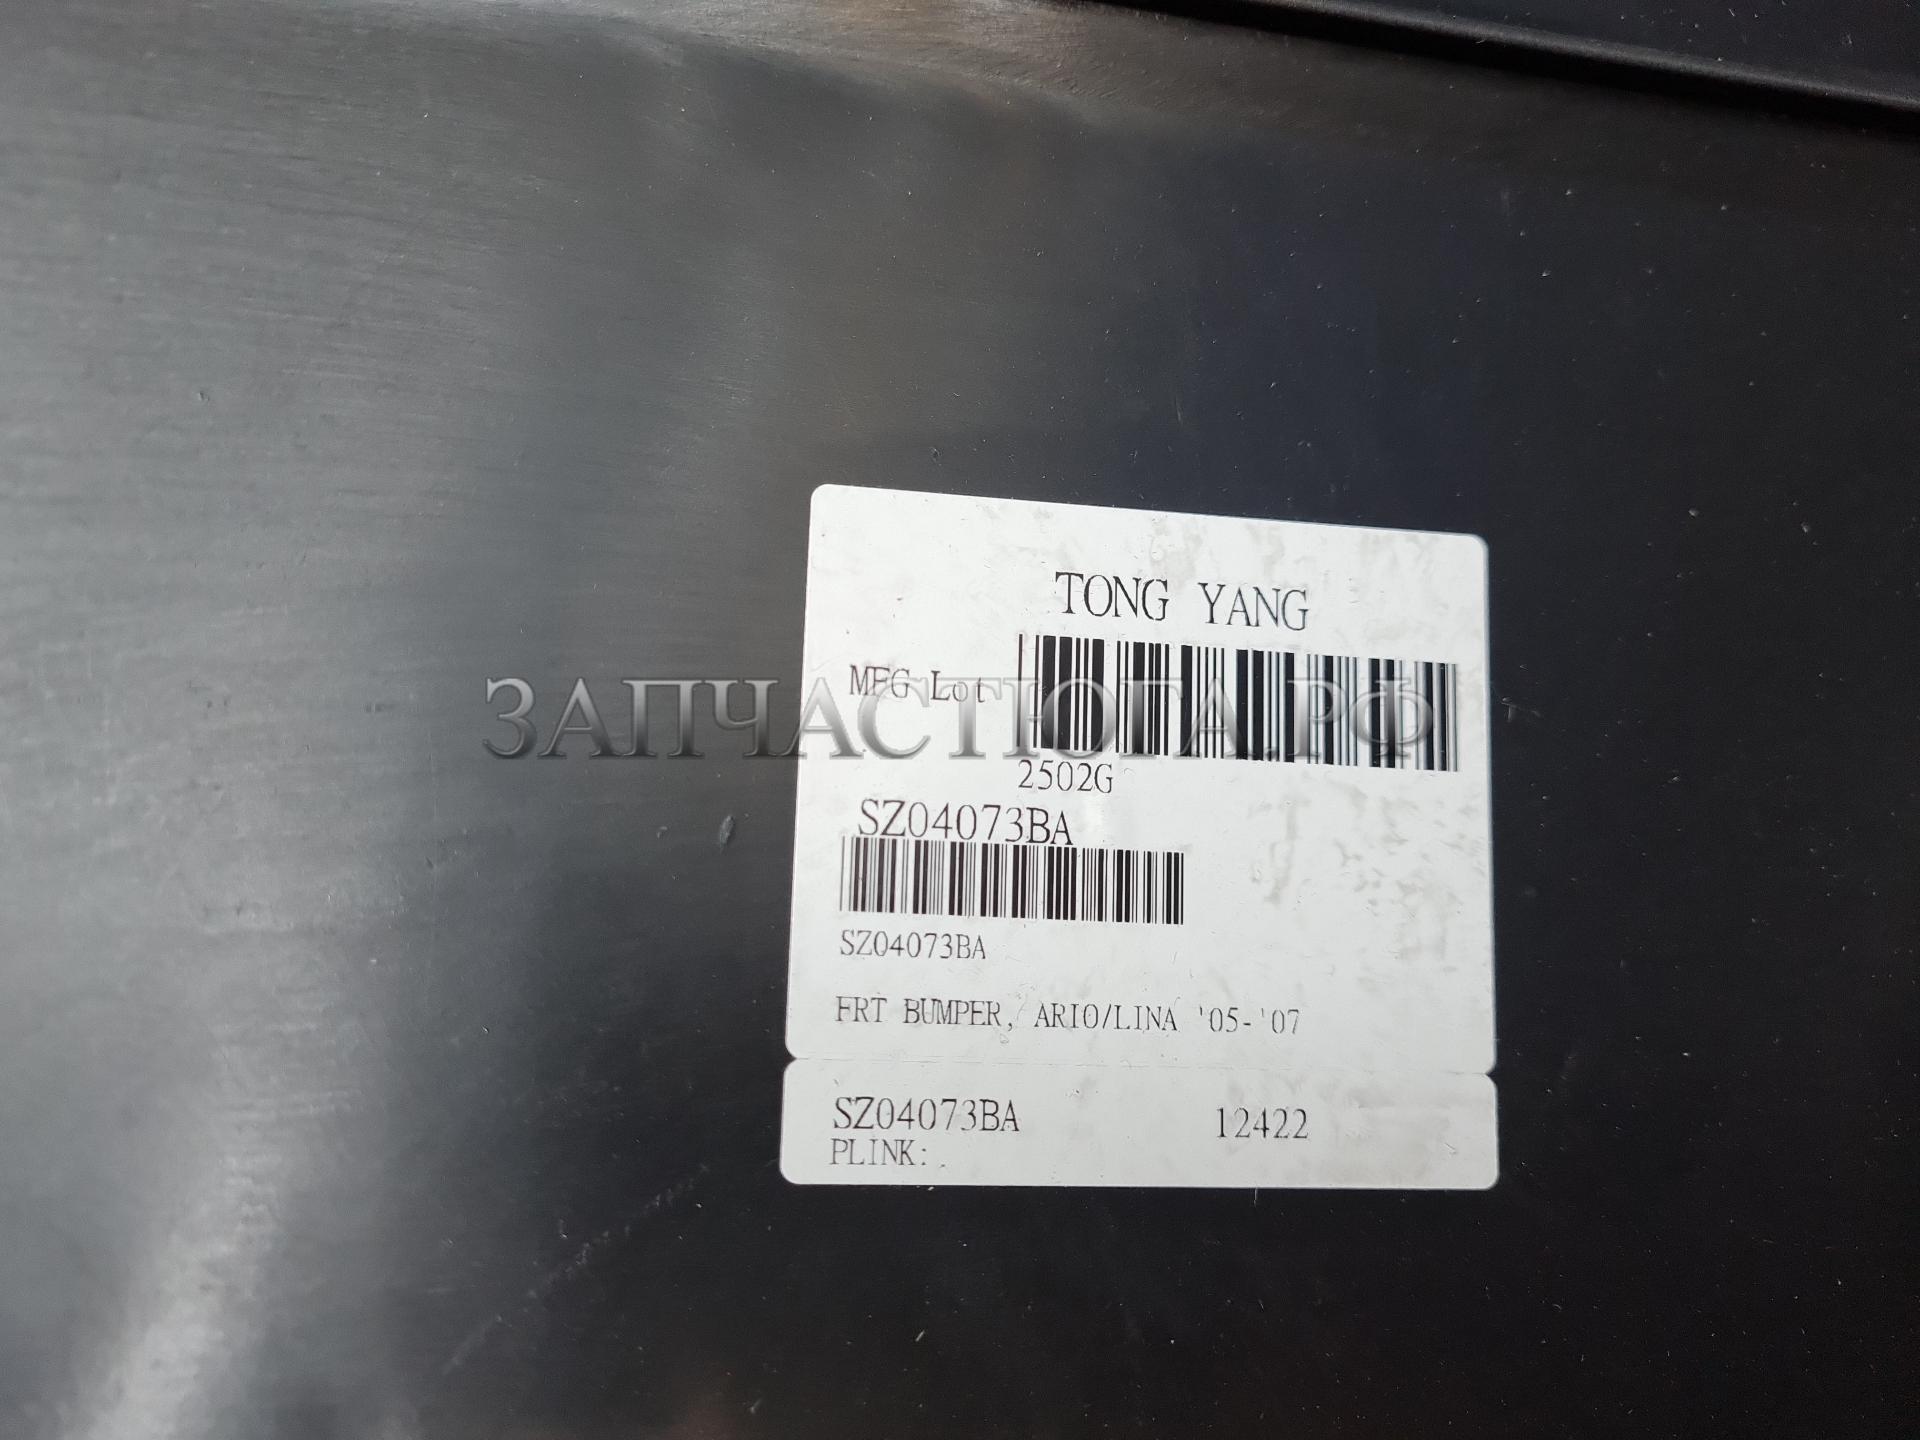 TONG YANG
MFG Lot
ЗАПЧАСТЮГА.РФ
2502G
SZ04073BA
SZ04073BA
FRT BUMPER, ARIO/LINA '05-'07
SZ04073BA 12422
PLINK: